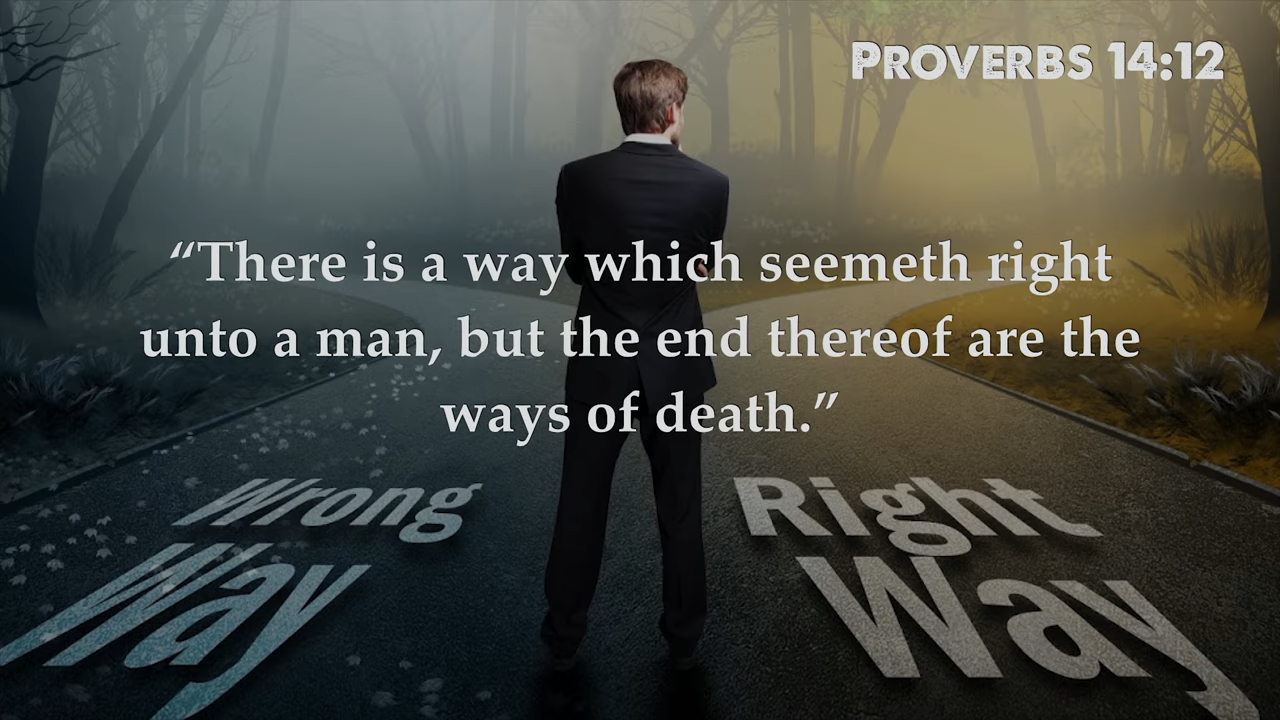 PROVERBS 14:12
“There is a way which seemeth right
unto a man, but the end thereof are the
ways of death.”
Wrong
Way
Right
Way